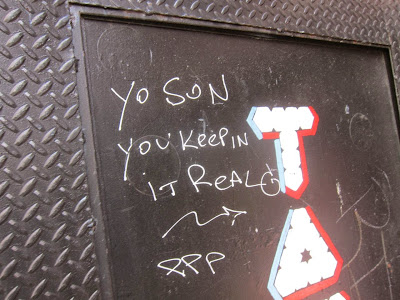 YO SON
YOU KEEPIN
IT REAL
T
A